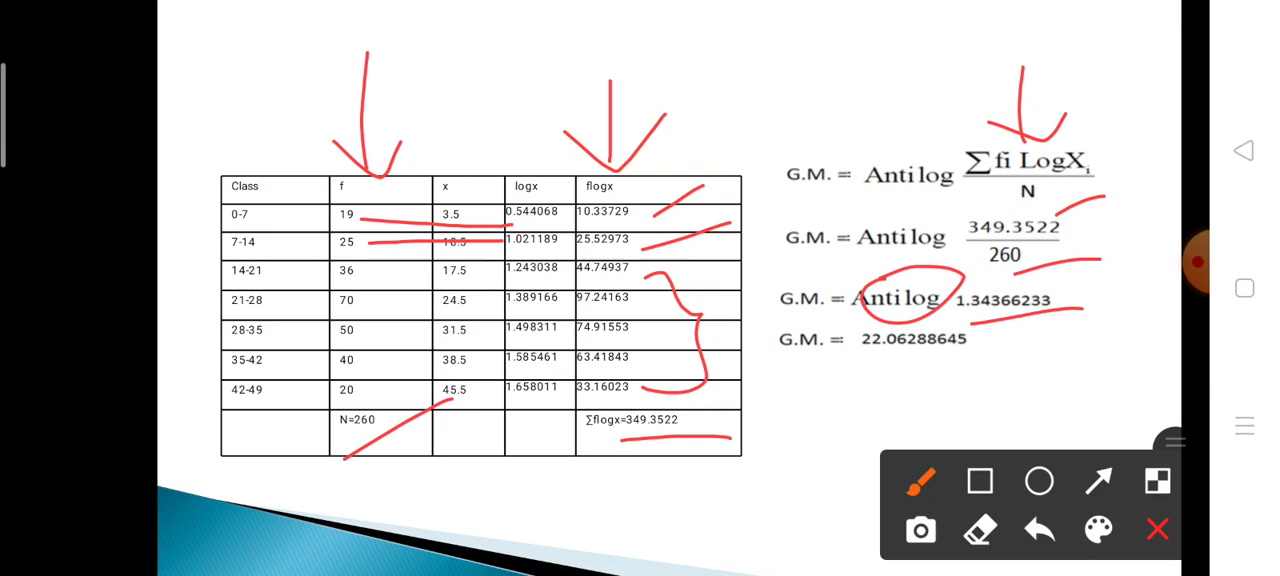 Class f x logx flogx
0-7 19 3.5 0.544068 10.33729
7-14 25 10.5 1.021189 25.52973
14-21 36 17.5 1.243038 44.74937
21-28 70 24.5 1.389166 97.24163
28-35 50 31.5 1.498311 74.91553
35-42 40 38.5 1.585461 63.41843
42-49 20 45.5 1.658011 33.16023
N=260 ∑flogx=349.3522
G.M. = Antilog ∑fi LogXi
N
G.M. = Antilog 349.3522
260
G.M. = Antilog 1.34366233
G.M. = 22.06288645